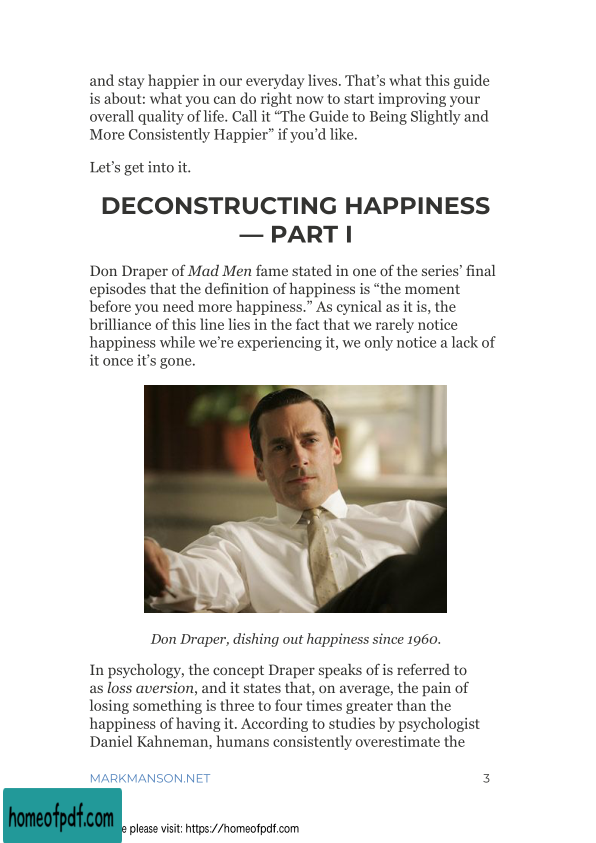 and stay happier in our everyday lives. That’s what this guide
is about: what you can do right now to start improving your
overall quality of life. Call it “The Guide to Being Slightly and
More Consistently Happier” if you’d like.
Let’s get into it.
DECONSTRUCTING HAPPINESS
— PART I
Don Draper of Mad Men fame stated in one of the series’ final
episodes that the definition of happiness is “the moment
before you need more happiness.” As cynical as it is, the
brilliance of this line lies in the fact that we rarely notice
happiness while we’re experiencing it, we only notice a lack of
it once it’s gone.
Don Draper, dishing out happiness since 1960.
In psychology, the concept Draper speaks of is referred to
as loss aversion, and it states that, on average, the pain of
losing something is three to four times greater than the
happiness of having it. According to studies by psychologist
Daniel Kahneman, humans consistently overestimate the
MARKMANSON.NET 3
homeofpdf.com
please visit: https://homeofpdf.com